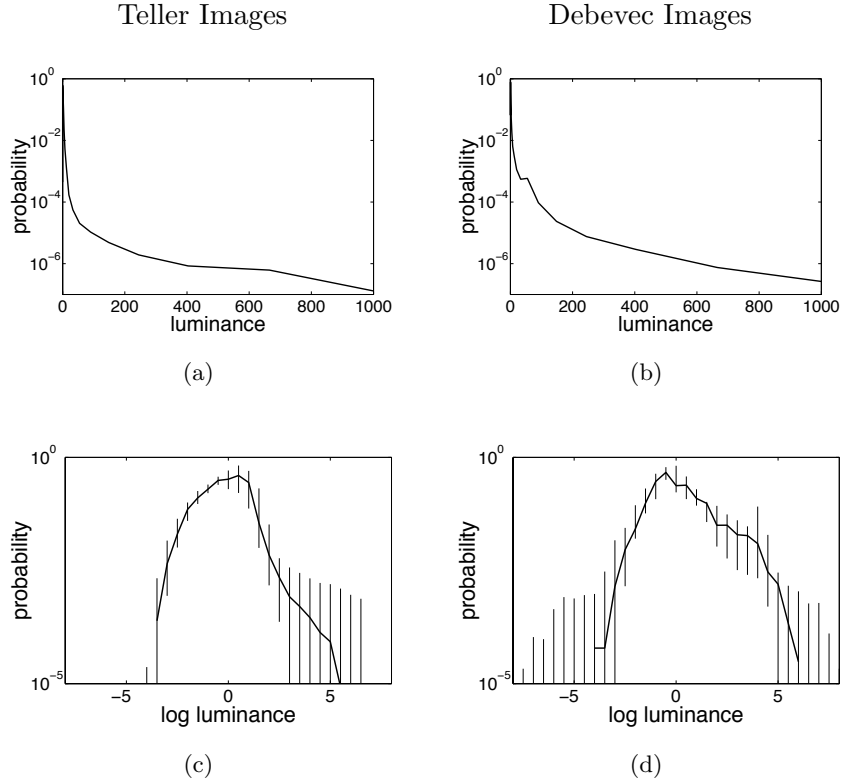 Teller Images
Debevec Images
10^0
10^-2
10^-4
10^-6
probability
0 200 400 600 800 1000
luminance
(a)
10^0
10^-2
10^-4
10^-6
probability
0 200 400 600 800 1000
luminance
(b)
10^0
10^-5
probability
−5 0 5
log luminance
(c)
10^0
10^-5
probability
−5 0 5
log luminance
(d)